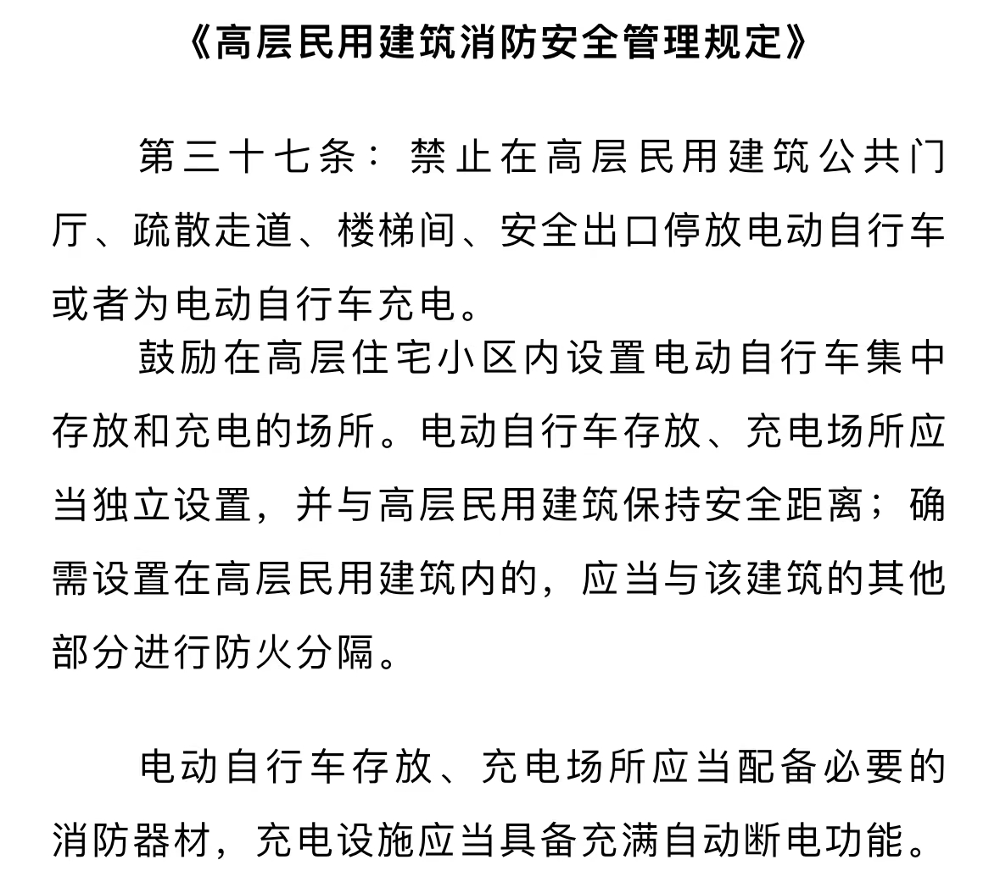 《高层民用建筑消防安全管理规定》
第三十七条：禁止在高层民用建筑公共门
厅、疏散走道、楼梯间、安全出口停放电动自行车
或者为电动自行车充电。
鼓励在高层住宅小区内设置电动自行车集中
存放和充电的场所。电动自行车存放、充电场所应
当独立设置，并与高层民用建筑保持安全距离；确
需设置在高层民用建筑内的，应当与该建筑的其他
部分进行防火分隔。
电动自行车存放、充电场所应当配备必要的
消防器材，充电设施应当具备充满自动断电功能。